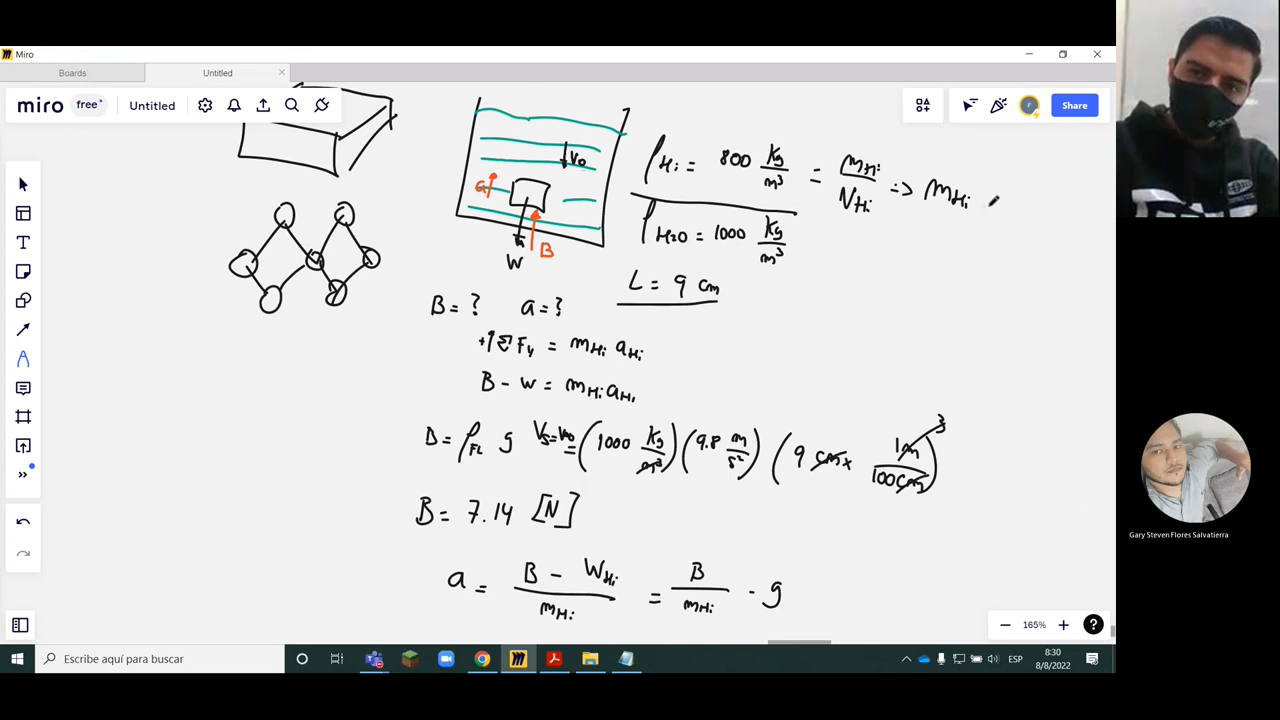 Miro
Boards
Untitled
miro free Untitled
Share
ρHi = 800 kg/m³ = mHi/VHi => mHi
ρH2O = 1000 kg/m³
L = 9 cm
v0
a
B
W
B = ? a = ?
+↑ΣFy = mHi aHi
B - W = mHi aHi
B = ρFL g Vs=V0 = (1000 kg/m³) (9.8 m/s²) (9 cm x 1m/100cm)³
B = 7.14 [N]
a = B - WHi/mHi = B/mHi - g
165%
Gary Steven Flores Salvatierra
Escribe aquí para buscar
ESP
8:30
8/8/2022